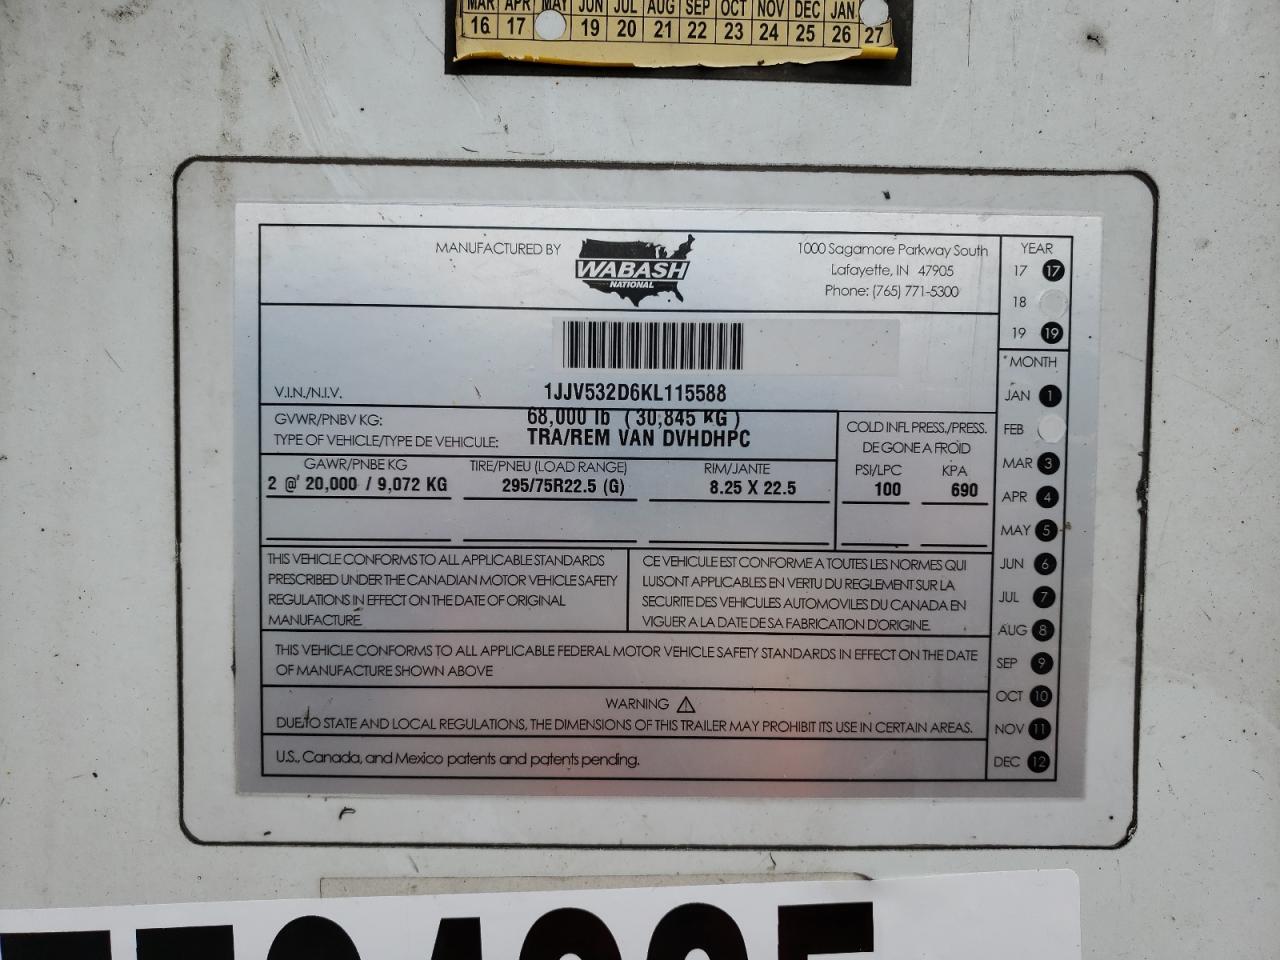 MAR APR MAY JUN JUL AUG SEP OCT NOV DEC JAN
16 17 19 20 21 22 23 24 25 26 27
MANUFACTURED BY
WABASH
NATIONAL
1000 Sagamore Parkway South
Lafayette, IN 47905
Phone: (765) 771-5300
YEAR
17 17
18
19 19
V.I.N./N.I.V. 1JJV532D6KL115588
GVWR/PNBV KG: 68,000 lb (30,845 KG)
TYPE OF VEHICLE/TYPE DE VEHICULE: TRA/REM VAN DVHDHPC
COLD INFL PRESS./PRESS.
DE GONE A FROID
GAWR/PNBE KG TIRE/PNEU (LOAD RANGE) RIM/JANTE PSI/LPC KPA
2 @ 20,000 / 9,072 KG 295/75R22.5 (G) 8.25 X 22.5 100 690
THIS VEHICLE CONFORMS TO ALL APPLICABLE STANDARDS
PRESCRIBED UNDER THE CANADIAN MOTOR VEHICLE SAFETY
REGULATIONS IN EFFECT ON THE DATE OF ORIGINAL
MANUFACTURE.
CE VEHICULE EST CONFORME A TOUTES LES NORMES QUI
LUI SONT APPLICABLES EN VERTU DU REGLEMENT SUR LA
SECURITE DES VEHICULES AUTOMOVILES DU CANADA EN
VIGUER A LA DATE DE SA FABRICATION D'ORIGINE.
THIS VEHICLE CONFORMS TO ALL APPLICABLE FEDERAL MOTOR VEHICLE SAFETY STANDARDS IN EFFECT ON THE DATE
OF MANUFACTURE SHOWN ABOVE
WARNING
DUE TO STATE AND LOCAL REGULATIONS, THE DIMENSIONS OF THIS TRAILER MAY PROHIBIT ITS USE IN CERTAIN AREAS.
U.S., Canada, and Mexico patents and patents pending.
MONTH
JAN 1
FEB
MAR 3
APR 4
MAY 5
JUN 6
JUL 7
AUG 8
SEP 9
OCT 10
NOV 11
DEC 12